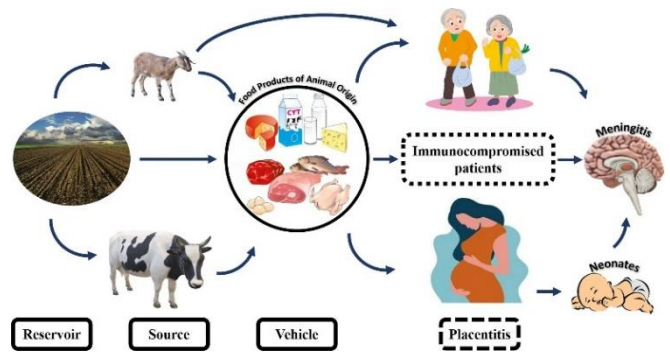 Food Products of Animal Origin
Meningitis
Immunocompromised
patients
Neonates
Reservoir
Source
Vehicle
Placentitis